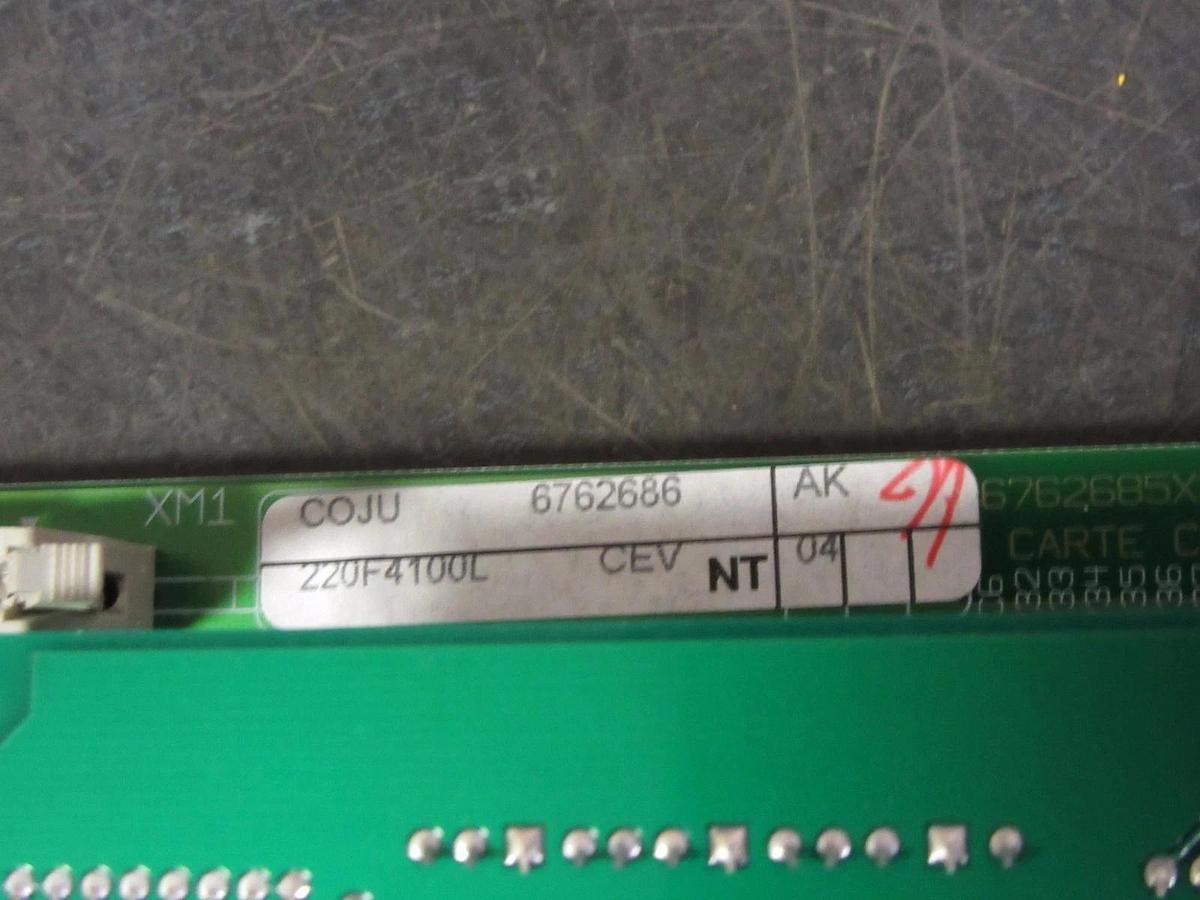 XM1
COJU 6762686 AK
220F4100L CEV NT 04
6762685X
CARTE C
32
33
34
35
36